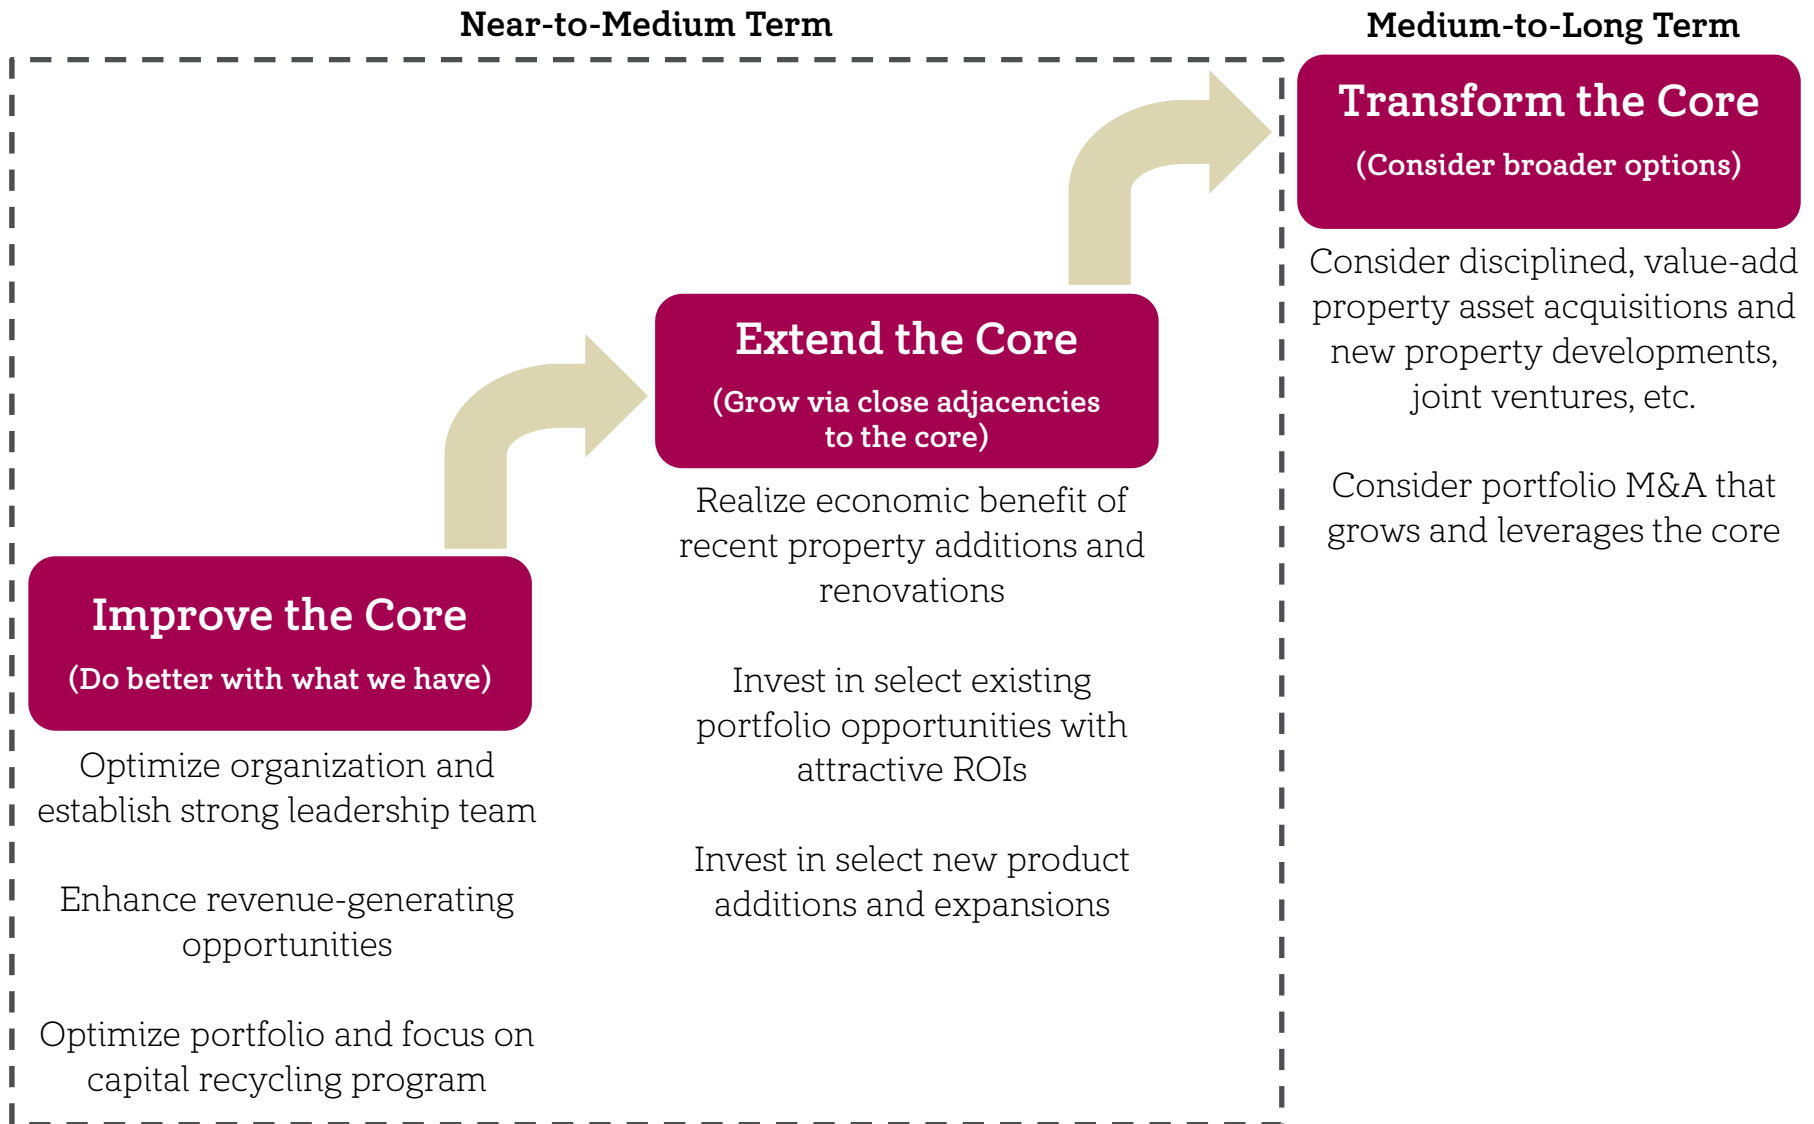 Near-to-Medium Term
Medium-to-Long Term
Improve the Core
(Do better with what we have)
Optimize organization and
establish strong leadership team
Enhance revenue-generating
opportunities
Optimize portfolio and focus on
capital recycling program
Extend the Core
(Grow via close adjacencies
to the core)
Realize economic benefit of
recent property additions and
renovations
Invest in select existing
portfolio opportunities with
attractive ROIs
Invest in select new product
additions and expansions
Transform the Core
(Consider broader options)
Consider disciplined, value-add
property asset acquisitions and
new property developments,
joint ventures, etc.
Consider portfolio M&A that
grows and leverages the core